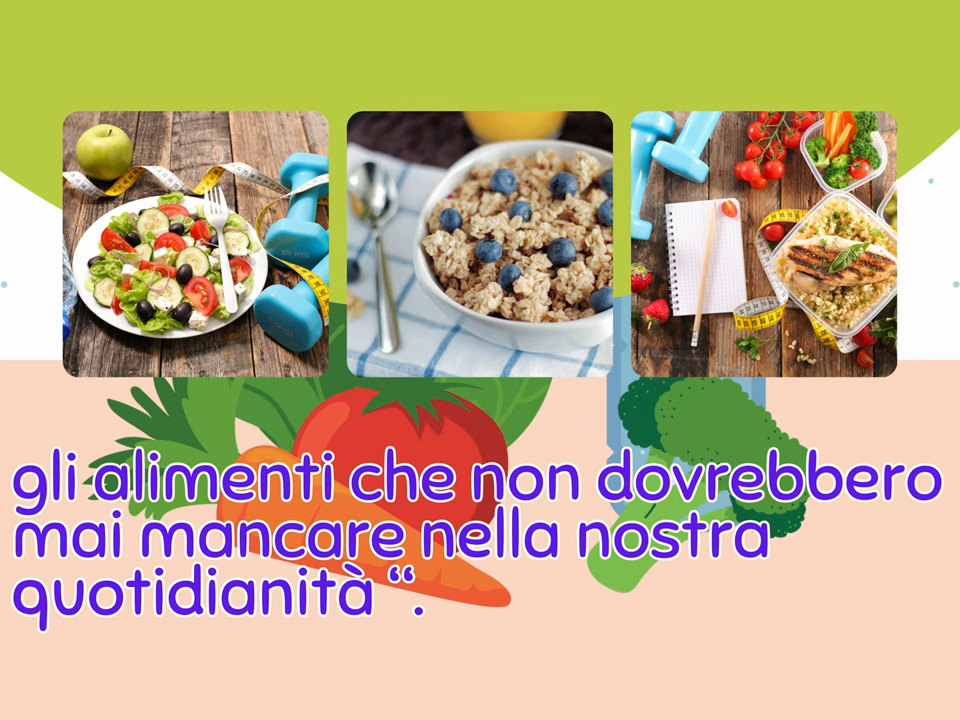 gli alimenti che non dovrebbero
mai mancare nella nostra
quotidianità “.